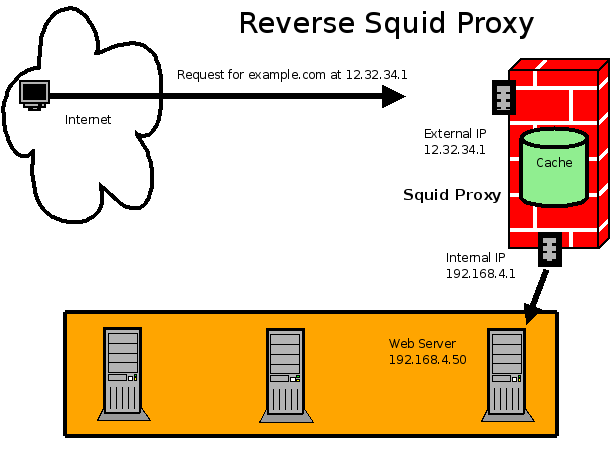 Reverse Squid Proxy
Request for example.com at 12.32.34.1
Internet
External IP
12.32.34.1
Cache
Squid Proxy
Internal IP
192.168.4.1
Web Server
192.168.4.50